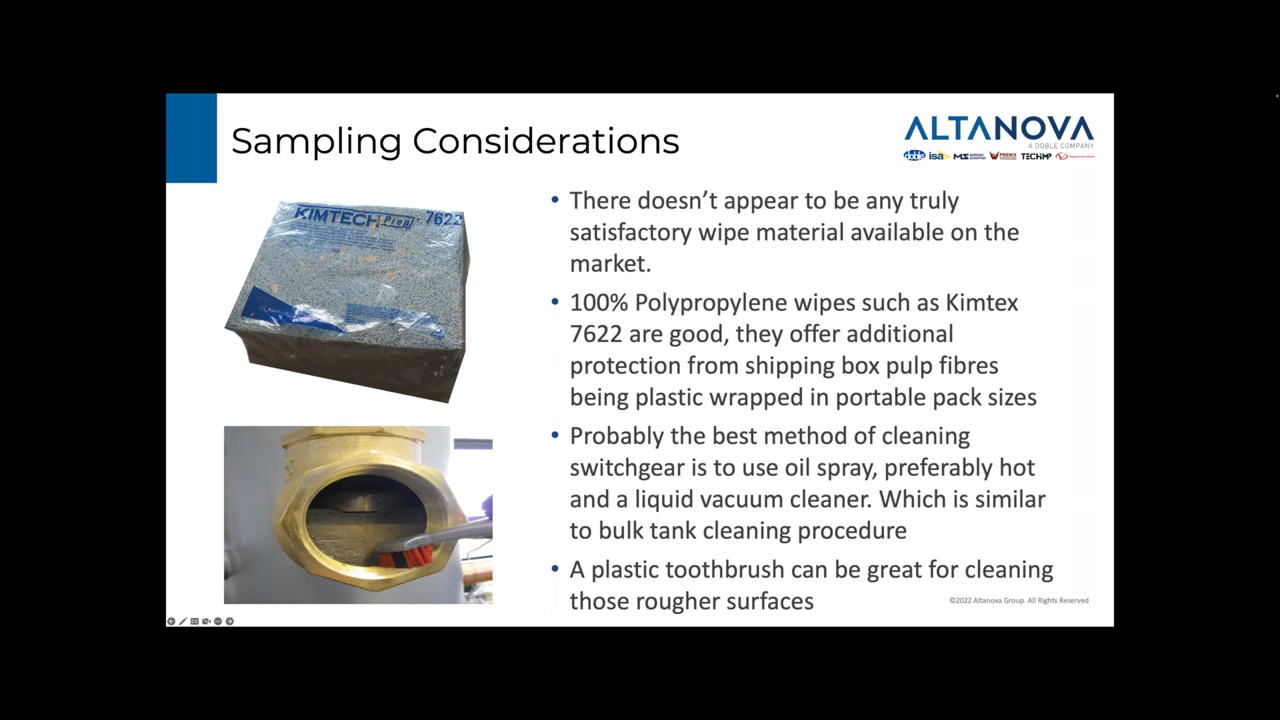 Sampling Considerations
ALTANOVA
A DOBLE COMPANY
doble isa TECHIMP
KIMTECH Prep 7622
• There doesn’t appear to be any truly
satisfactory wipe material available on the
market.
• 100% Polypropylene wipes such as Kimtex
7622 are good, they offer additional
protection from shipping box pulp fibres
being plastic wrapped in portable pack sizes
• Probably the best method of cleaning
switchgear is to use oil spray, preferably hot
and a liquid vacuum cleaner. Which is similar
to bulk tank cleaning procedure
• A plastic toothbrush can be great for cleaning
those rougher surfaces
©2022 Altanova Group. All Rights Reserved